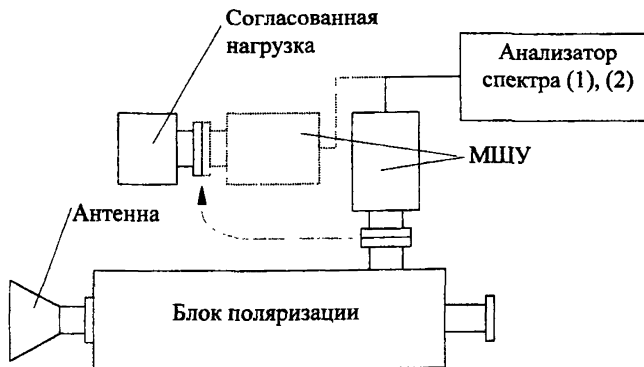 Согласованная
нагрузка
Анализатор
спектра (1), (2)
МШУ
Антенна
Блок поляризации